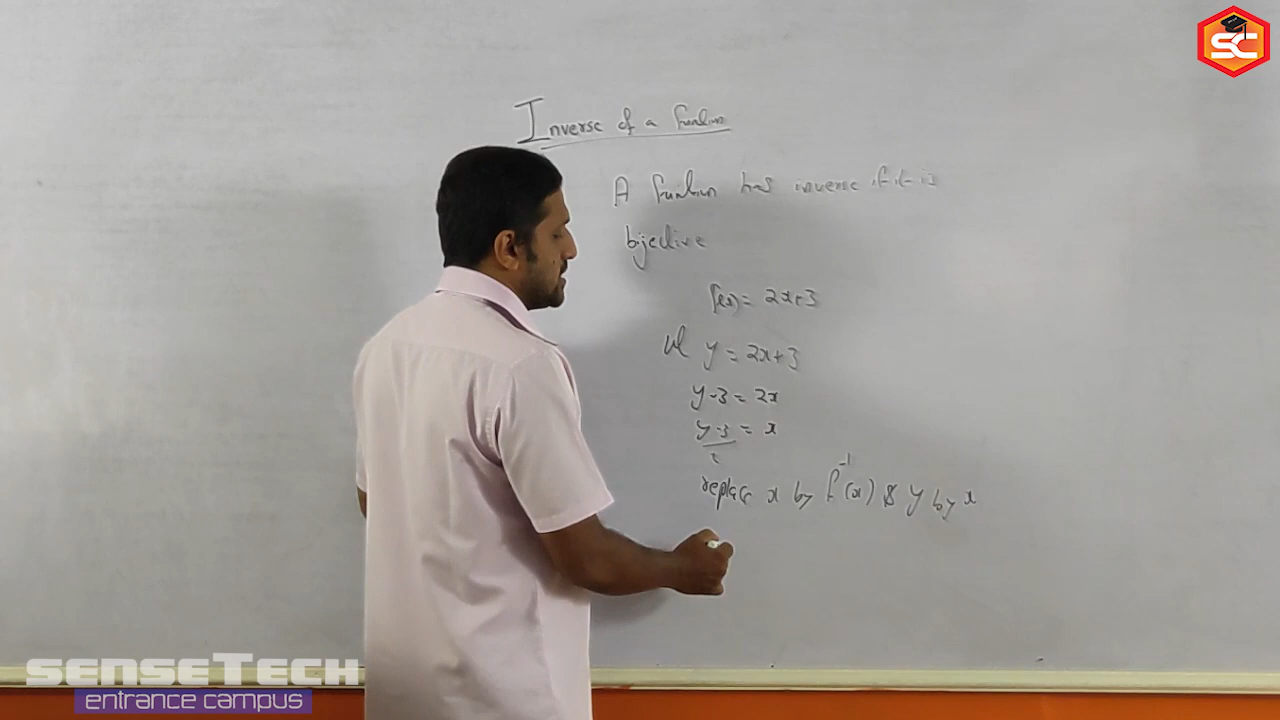 SC
Inverse of a function
A function has inverse if it is
bijective
f(x) = 2x+3
y = 2x+3
y-3 = 2x
y-3 = x
2
replace x by f⁻¹(x) & y by x
senseTech
entrance campus